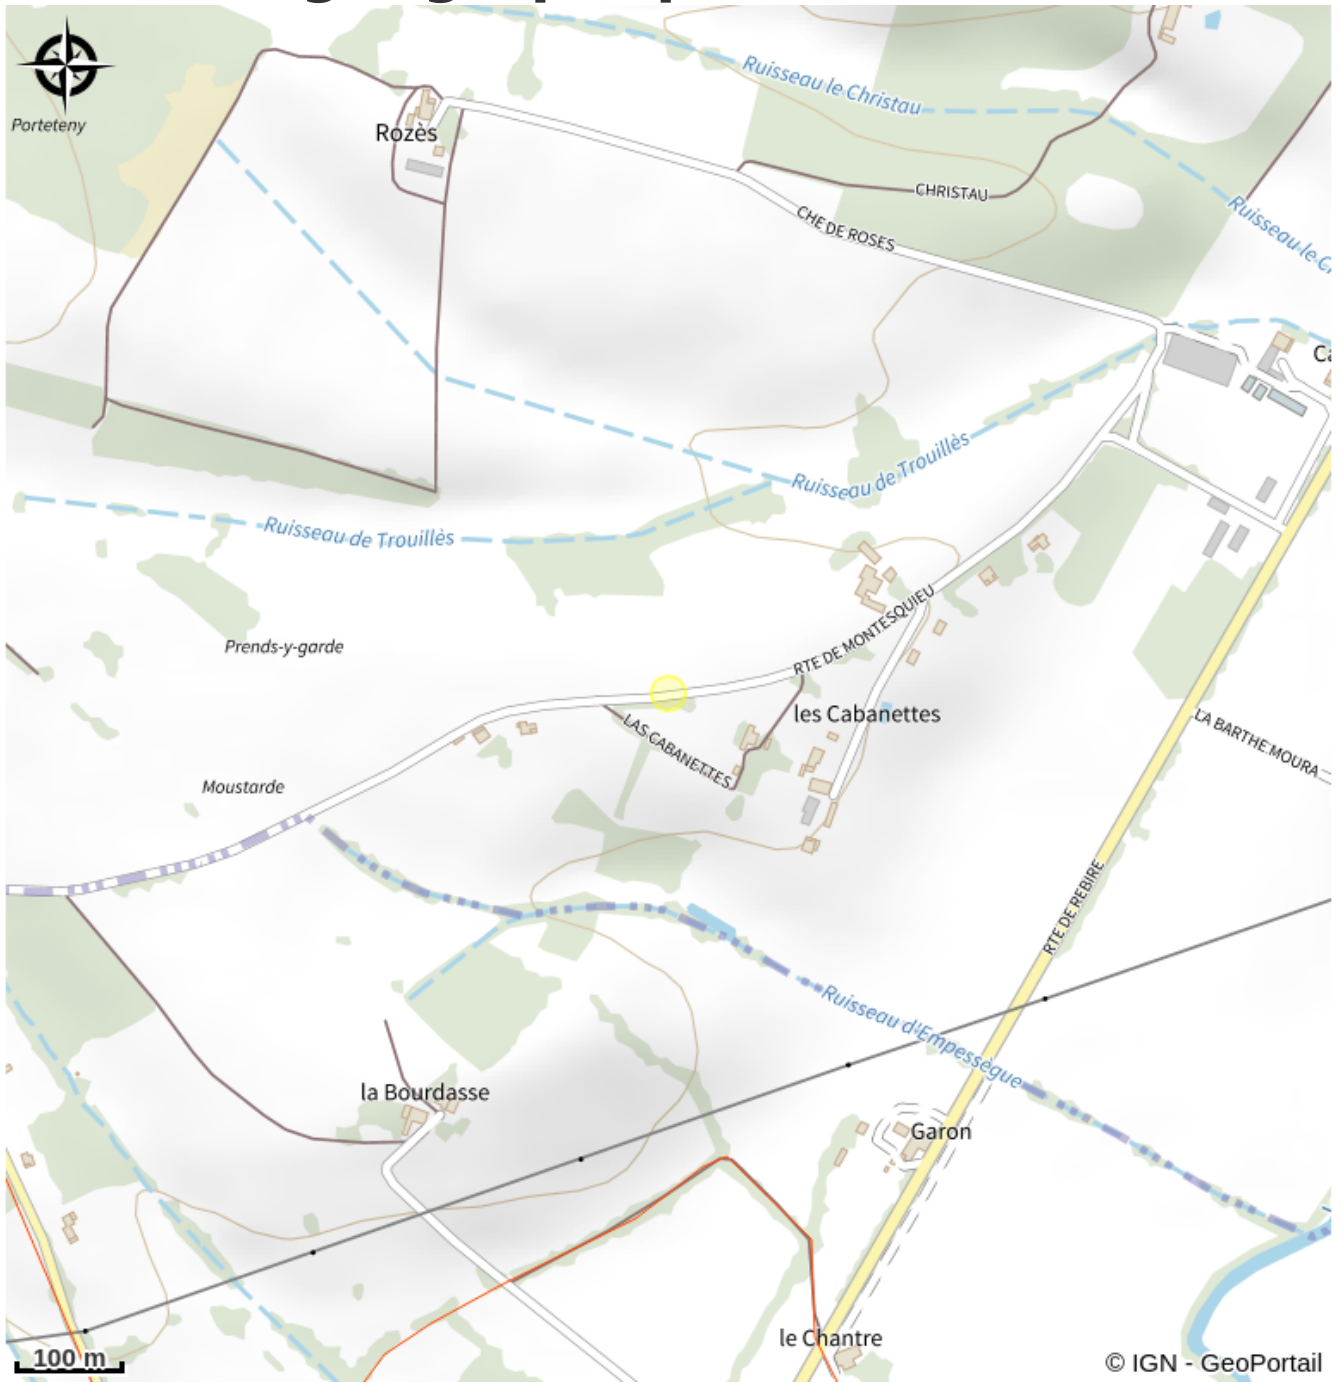 Ruisseau le Christau
Porteteny
Rozès
CHRISTAU
CHE DE ROSES
Ruisseau-le-C
Ca
Ruisseau de Trouillès
Ruisseau de Trouillès
RTE DE MONTESQUIEU
Prends-y-garde
les Cabanettes
LAS CABANETTES
LA BARTHE MOURA
Moustarde
RTE DE REBIRE
Ruisseau d'Empessègue
la Bourdasse
Garon
le Chantre
100 m
© IGN - GeoPortail